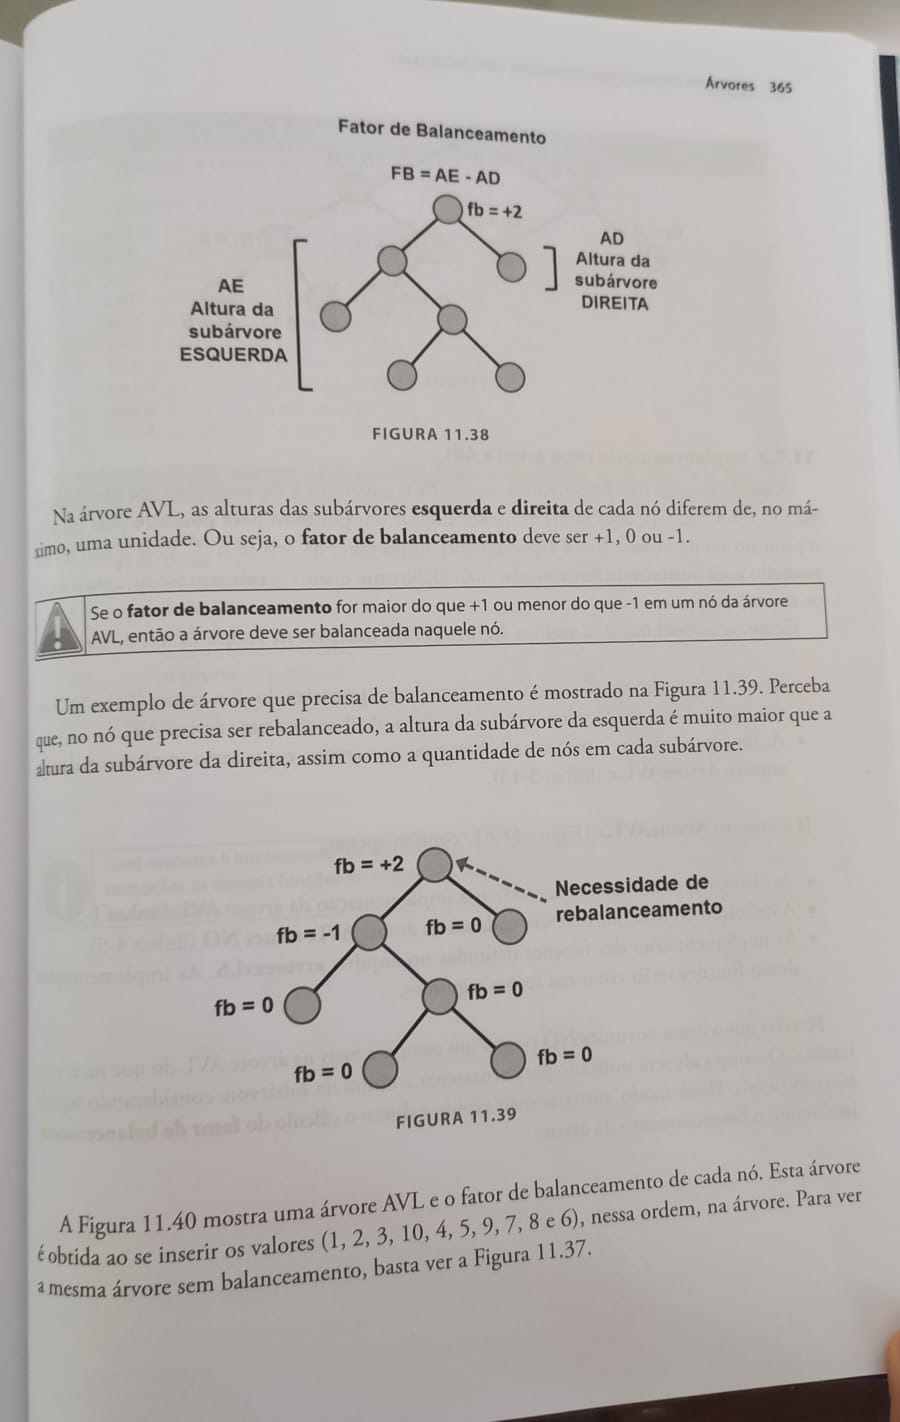 Árvores 365
Fator de Balanceamento
FB = AE - AD
fb = +2
AD
Altura da
subárvore
DIREITA
AE
Altura da
subárvore
ESQUERDA
FIGURA 11.38
Na árvore AVL, as alturas das subárvores esquerda e direita de cada nó diferem de, no má-
ximo, uma unidade. Ou seja, o fator de balanceamento deve ser +1, 0 ou -1.
Se o fator de balanceamento for maior do que +1 ou menor do que -1 em um nó da árvore
AVL, então a árvore deve ser balanceada naquele nó.
Um exemplo de árvore que precisa de balanceamento é mostrado na Figura 11.39. Perceba
que, no nó que precisa ser rebalanceado, a altura da subárvore da esquerda é muito maior que a
altura da subárvore da direita, assim como a quantidade de nós em cada subárvore.
fb = +2
Necessidade de
rebalanceamento
fb = -1
fb = 0
fb = 0
fb = 0
fb = 0
fb = 0
FIGURA 11.39
A Figura 11.40 mostra uma árvore AVL e o fator de balanceamento de cada nó. Esta árvore
é obtida ao se inserir os valores (1, 2, 3, 10, 4, 5, 9, 7, 8 e 6), nessa ordem, na árvore. Para ver
a mesma árvore sem balanceamento, basta ver a Figura 11.37.